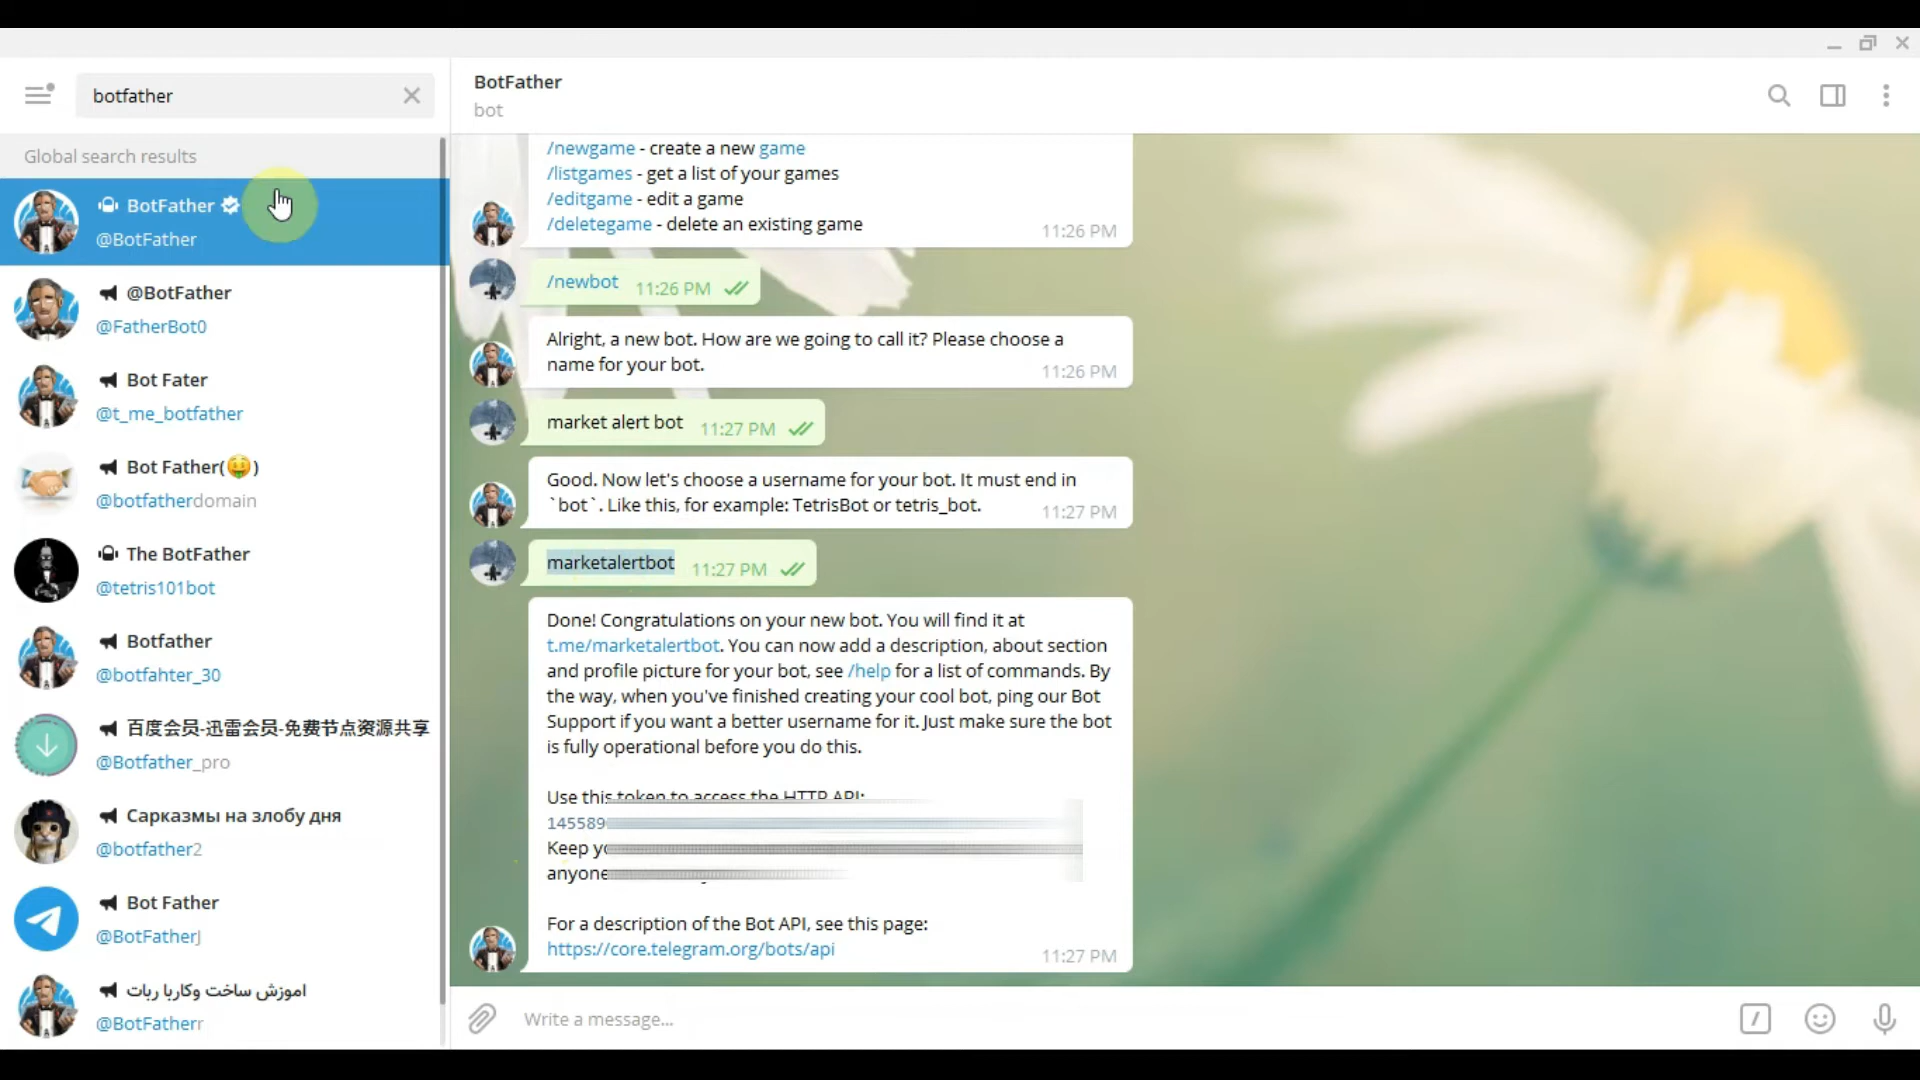 botfather
Global search results
BotFather
@BotFather
@BotFather
@FatherBot0
Bot Fater
@t_me_botfather
Bot Father(🤑)
@botfatherdomain
The BotFather
@tetris101bot
Botfather
@botfahter_30
百度会员-迅雷会员-免费节点资源共享
@Botfather_pro
Сарказмы на злобу дня
@botfather2
Bot Father
@BotFatherJ
اموزش ساخت وکاربا ربات
@BotFatherr
BotFather
bot
/newgame - create a new game
/listgames - get a list of your games
/editgame - edit a game
/deletegame - delete an existing game
11:26 PM
/newbot 11:26 PM
Alright, a new bot. How are we going to call it? Please choose a
name for your bot.
11:26 PM
market alert bot 11:27 PM
Good. Now let's choose a username for your bot. It must end in
`bot`. Like this, for example: TetrisBot or tetris_bot.
11:27 PM
marketalertbot 11:27 PM
Done! Congratulations on your new bot. You will find it at
t.me/marketalertbot. You can now add a description, about section
and profile picture for your bot, see /help for a list of commands. By
the way, when you've finished creating your cool bot, ping our Bot
Support if you want a better username for it. Just make sure the bot
is fully operational before you do this.
Use this token to access the HTTP API:
145589
Keep
anyone
For a description of the Bot API, see this page:
https://core.telegram.org/bots/api
11:27 PM
Write a message...